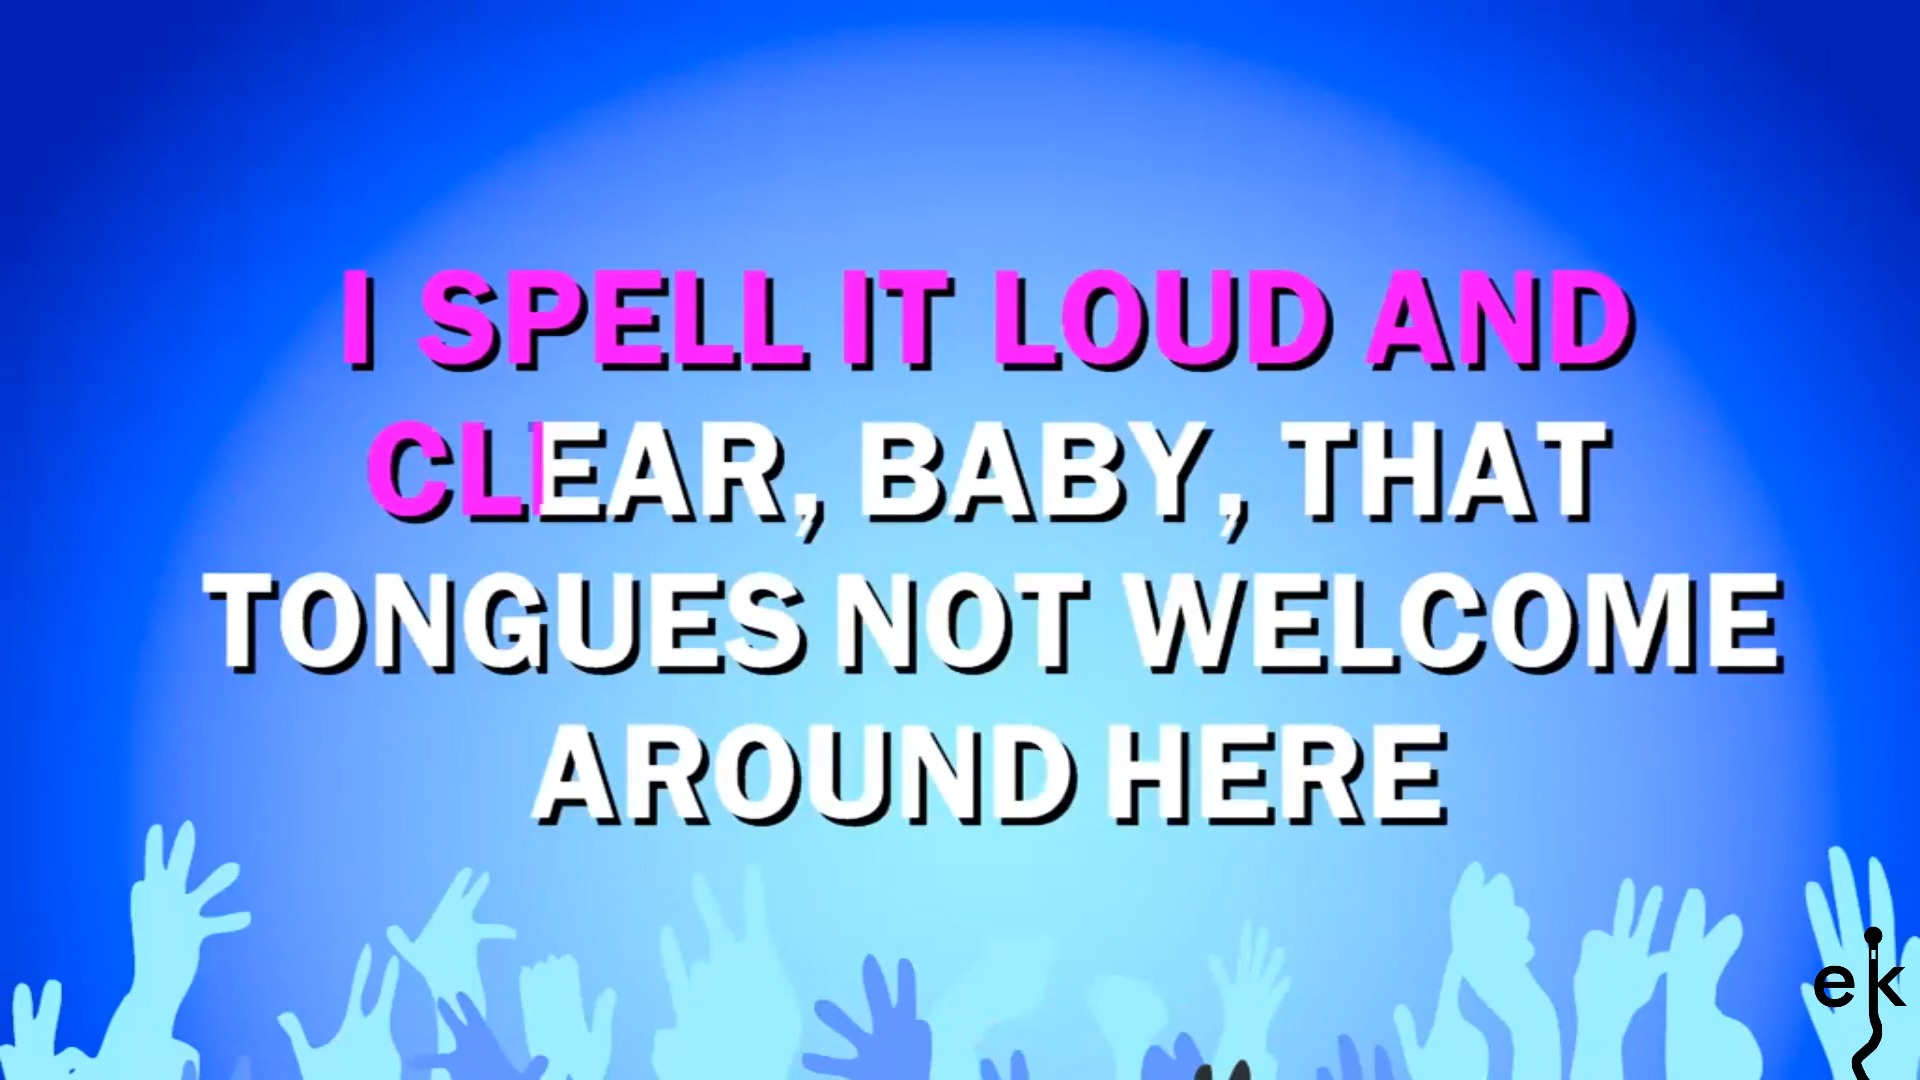 I SPELL IT LOUD AND
CLEAR, BABY, THAT
TONGUES NOT WELCOME
AROUND HERE
ek